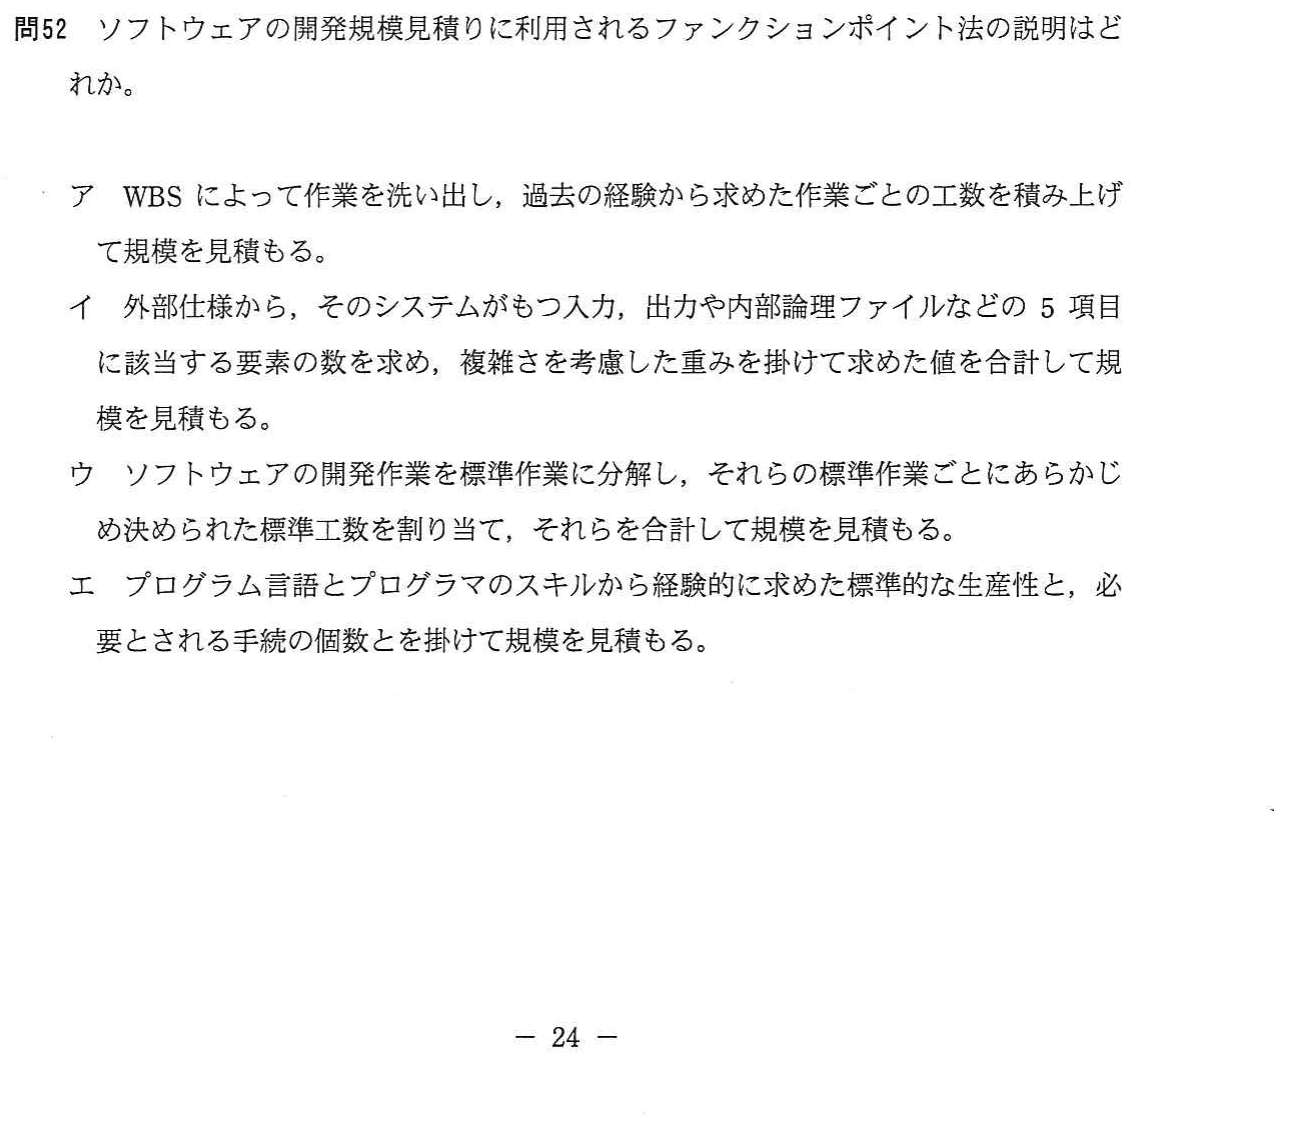 問52 ソフトウェアの開発規模見積りに利用されるファンクションポイント法の説明はど
れか。
ア WBS によって作業を洗い出し，過去の経験から求めた作業ごとの工数を積み上げ
て規模を見積もる。
イ 外部仕様から，そのシステムがもつ入力，出力や内部論理ファイルなどの 5 項目
に該当する要素の数を求め，複雑さを考慮した重みを掛けて求めた値を合計して規
模を見積もる。
ウ ソフトウェアの開発作業を標準作業に分解し，それらの標準作業ごとにあらかじ
め決められた標準工数を割り当て，それらを合計して規模を見積もる。
エ プログラム言語とプログラマのスキルから経験的に求めた標準的な生産性と，必
要とされる手続の個数とを掛けて規模を見積もる。
－ 24 －